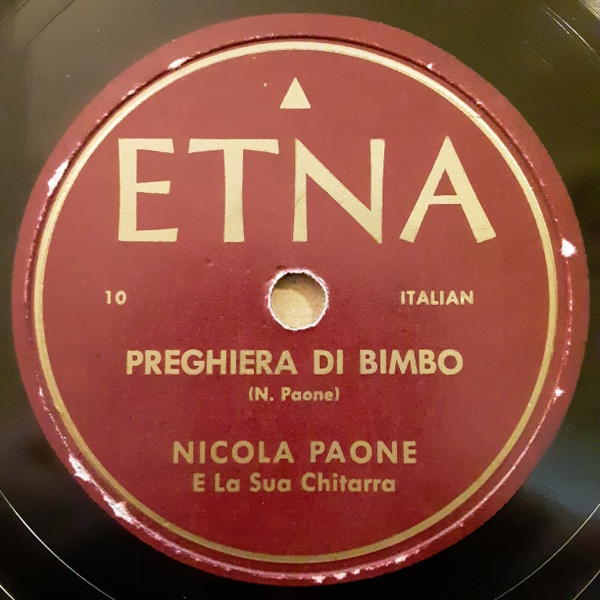 ETNA
10
ITALIAN
PREGHIERA DI BIMBO
(N. Paone)
NICOLA PAONE
E La Sua Chitarra